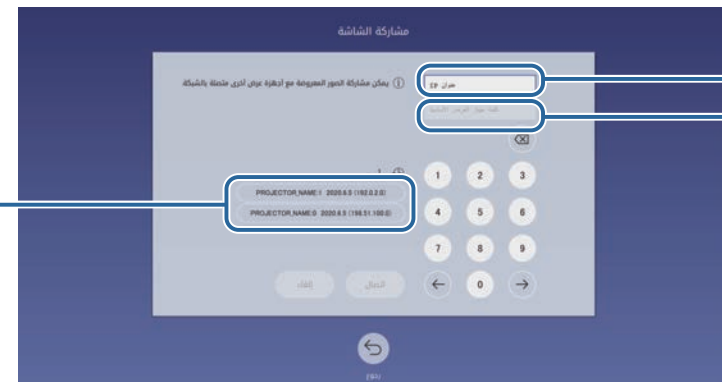 مشاركة الشاشة
يمكن مشاركة الصور المعروضة مع أجهزة عرض أخرى متصلة بالشبكة
عنوان IP
PROJECTOR_NAME:1 2020.6.5 (192.0.2.0)
PROJECTOR_NAME:0 2020.6.5 (198.51.100.0)
1 2 3
4 5 6
7 8 9
0
اتصال إلغاء
رجوع